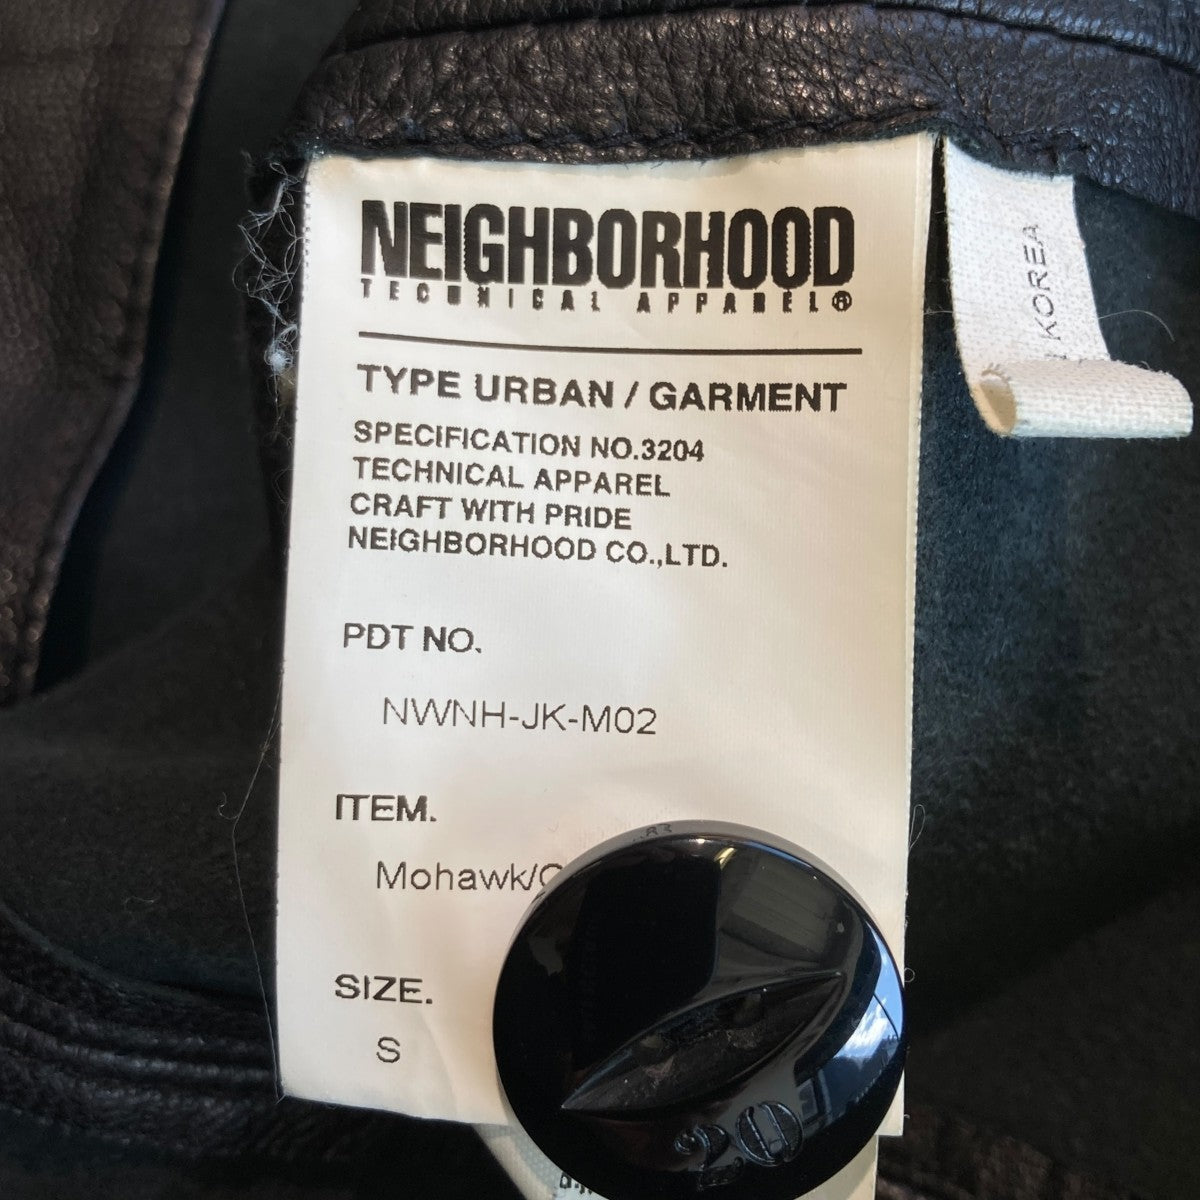 NEIGHBORHOOD
TECHNICAL APPAREL®
TYPE URBAN / GARMENT
SPECIFICATION NO.3204
TECHNICAL APPAREL
CRAFT WITH PRIDE
NEIGHBORHOOD CO.,LTD.
PDT NO.
NWNH-JK-M02
ITEM.
Mohawk/
SIZE.
S
KOREA
20